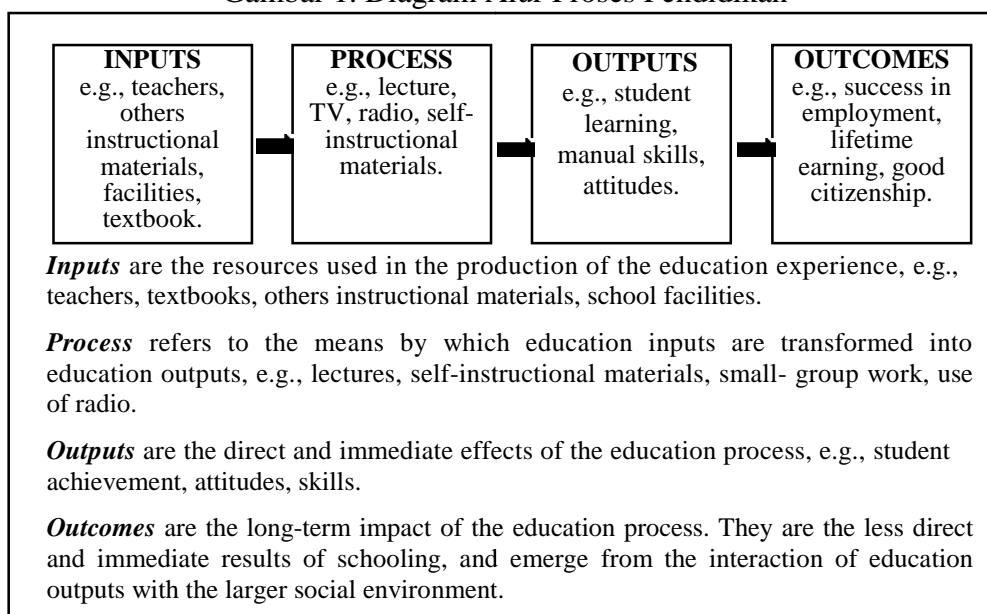 Gambar 1. Diagram Alur Proses Pendidikan
INPUTS
e.g., teachers,
others
instructional
materials,
facilities,
textbook.
PROCESS
e.g., lecture,
TV, radio, self-
instructional
materials.
OUTPUTS
e.g., student
learning,
manual skills,
attitudes.
OUTCOMES
e.g., success in
employment,
lifetime
earning, good
citizenship.
Inputs are the resources used in the production of the education experience, e.g.,
teachers, textbooks, others instructional materials, school facilities.
Process refers to the means by which education inputs are transformed into
education outputs, e.g., lectures, self-instructional materials, small- group work, use
of radio.
Outputs are the direct and immediate effects of the education process, e.g., student
achievement, attitudes, skills.
Outcomes are the long-term impact of the education process. They are the less direct
and immediate results of schooling, and emerge from the interaction of education
outputs with the larger social environment.